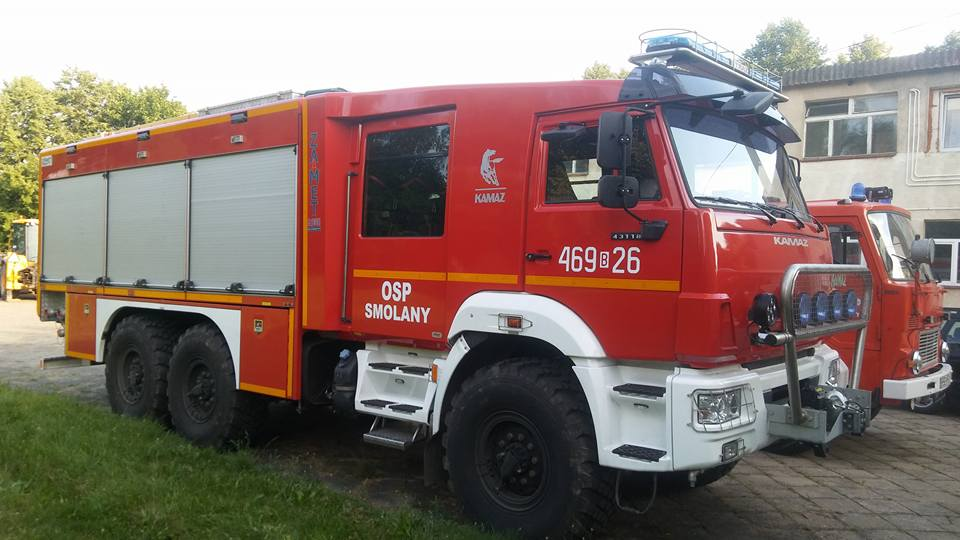 ZAMET
KAMAZ
43118
469 B 26
OSP
SMOLANY
KAMAZ